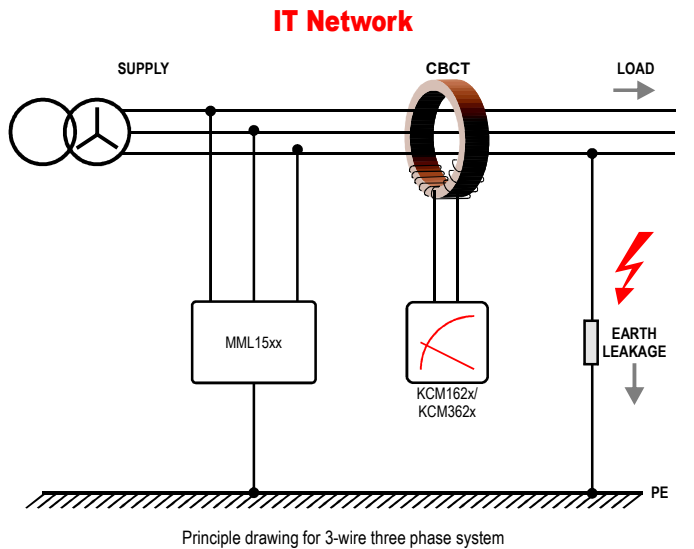 IT Network
SUPPLY
CBCT
LOAD
MML15xx
EARTH
LEAKAGE
KCM162x/
KCM362x
PE
Principle drawing for 3-wire three phase system